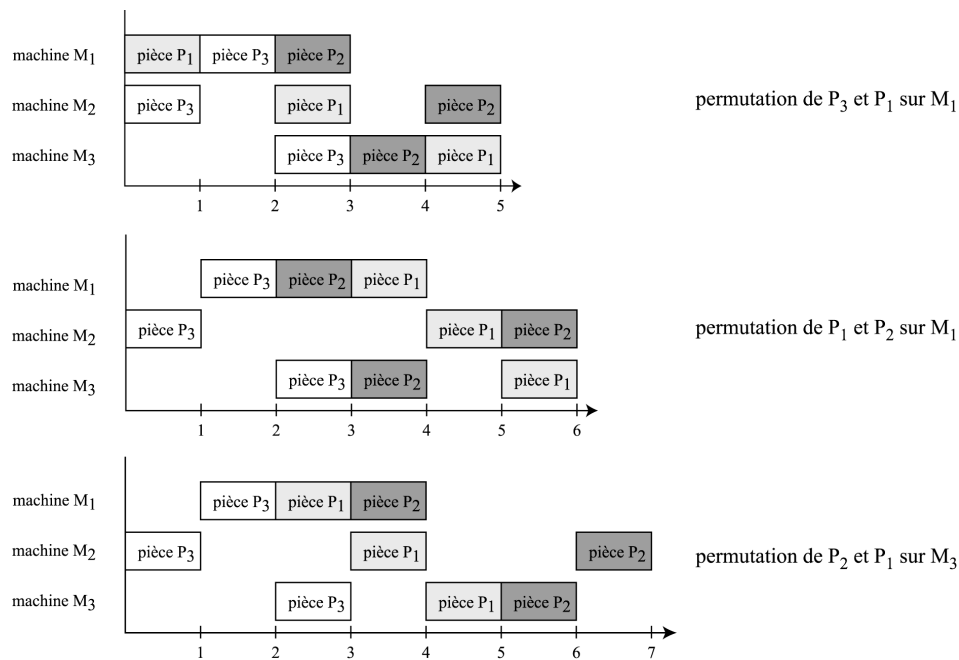 machine M1 pièce P1 pièce P3 pièce P2
machine M2 pièce P3 pièce P1 pièce P2
permutation de P3 et P1 sur M1
machine M3 pièce P3 pièce P2 pièce P1
1 2 3 4 5
machine M1 pièce P3 pièce P2 pièce P1
machine M2 pièce P3 pièce P1 pièce P2
permutation de P1 et P2 sur M1
machine M3 pièce P3 pièce P2 pièce P1
1 2 3 4 5 6
machine M1 pièce P3 pièce P1 pièce P2
machine M2 pièce P3 pièce P1 pièce P2
permutation de P2 et P1 sur M3
machine M3 pièce P3 pièce P1 pièce P2
1 2 3 4 5 6 7